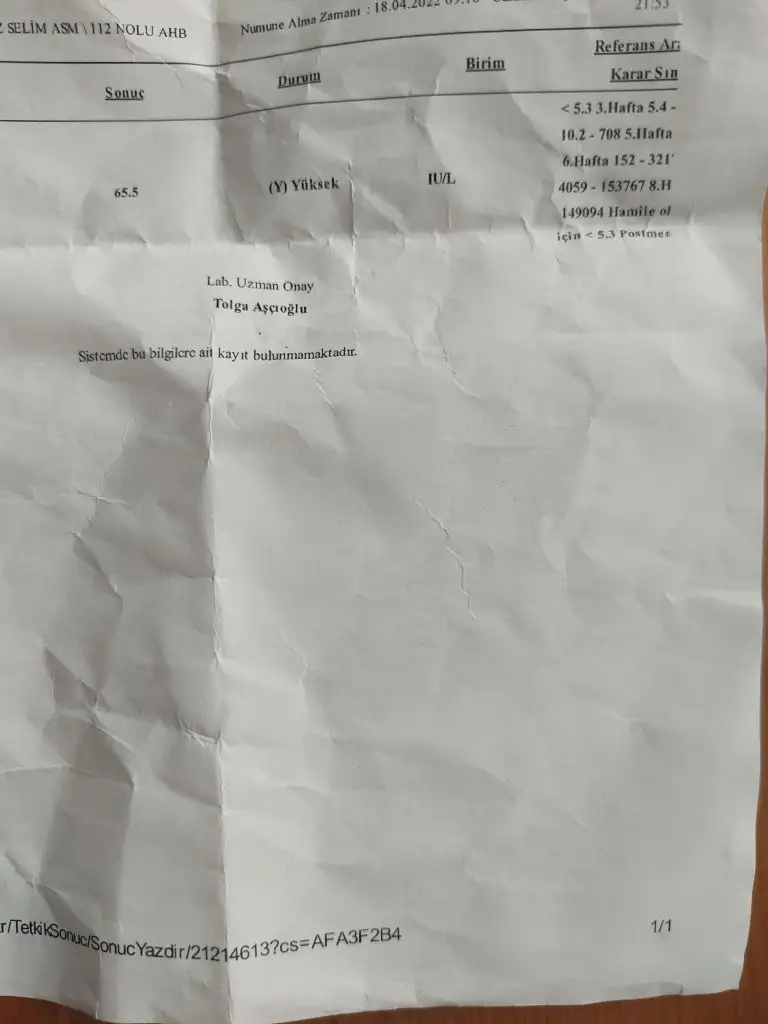 SELİM ASM \ 112 NOLU AHB
Numune Alma Zamanı : 18.04.2022
21:53
Sonuç
Durum
Birim
Referans
Karar
65.5
(Y) Yüksek
IU/L
< 5.3 3.Hafta 5.4 -
10.2 - 708 5.Hafta
6.Hafta 152 -
4059 - 153767 8.H
149094 Hamile ol
için < 5.3
Lab. Uzman Onay
Tolga Aşçıoğlu
Sistemde bu bilgilere ait kayıt bulunmamaktadır.
r/TetkikSonuc/SonucYazdir/21214613?cs=AFA3F2B4
1/1